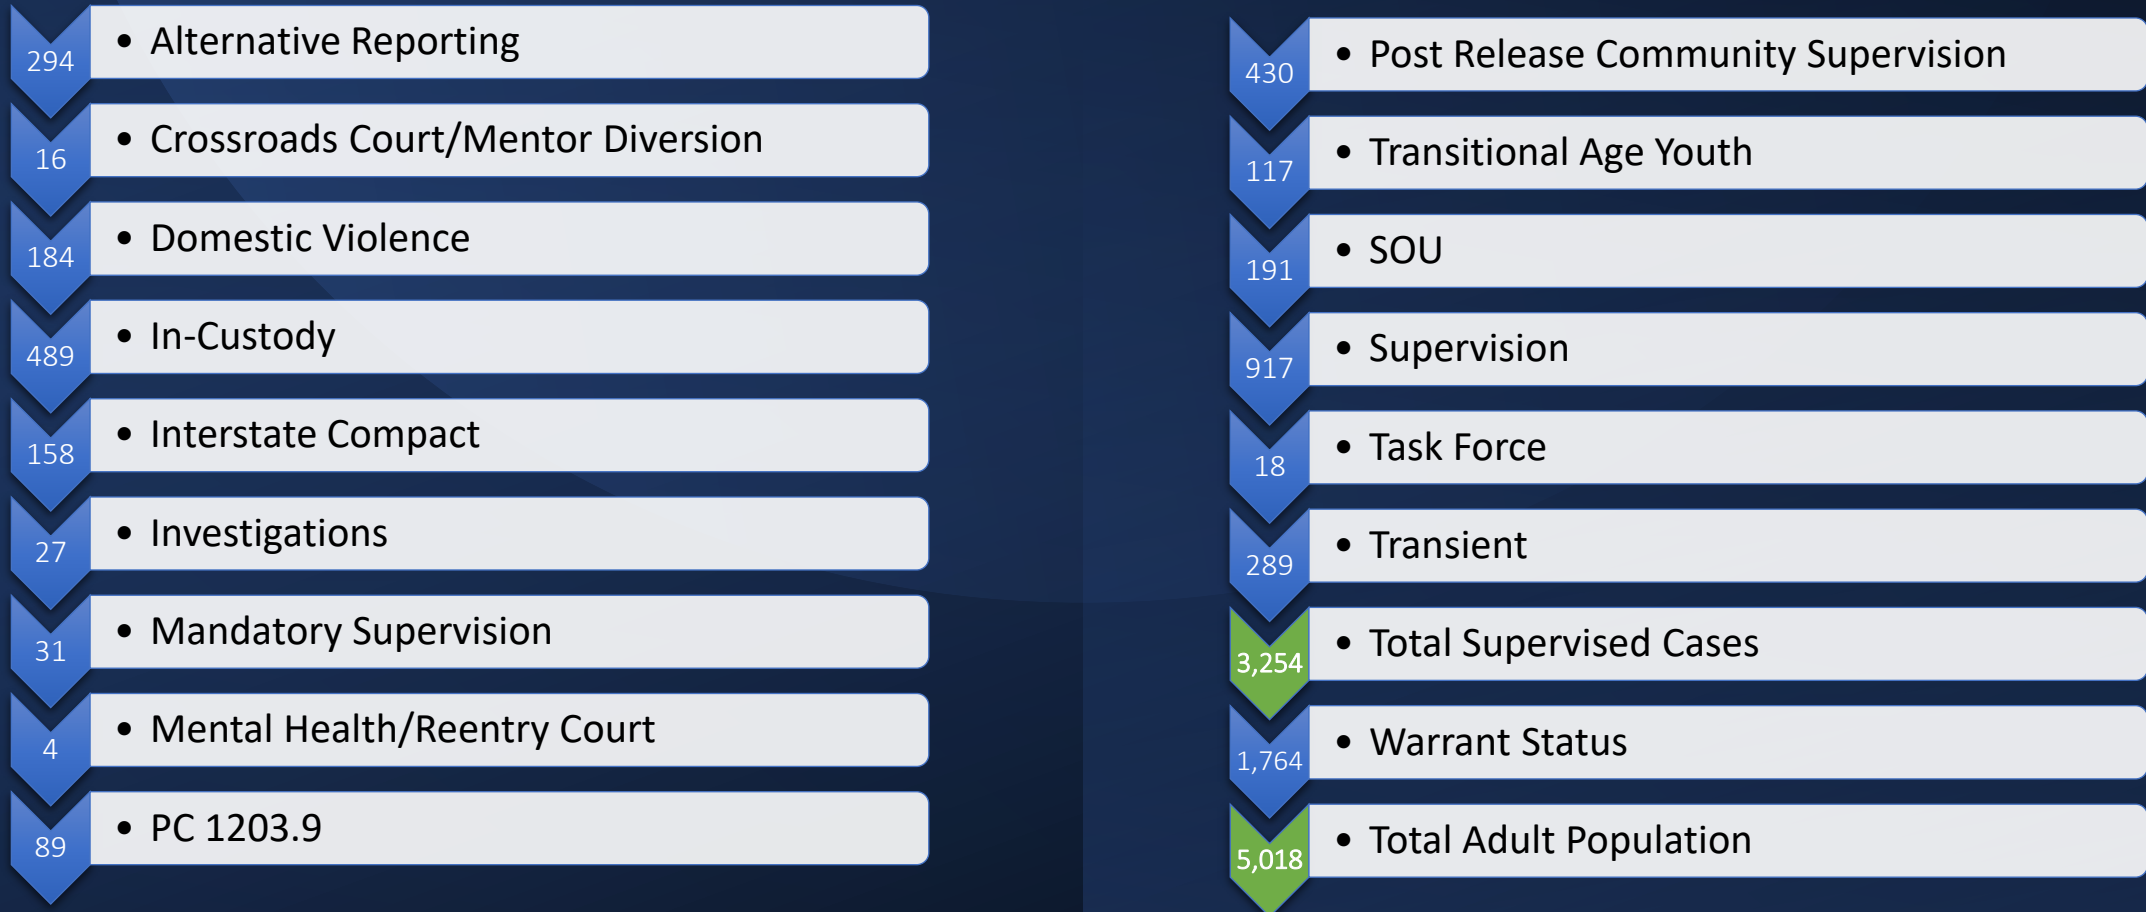 294
• Alternative Reporting
16
• Crossroads Court/Mentor Diversion
184
• Domestic Violence
489
• In-Custody
158
• Interstate Compact
27
• Investigations
31
• Mandatory Supervision
4
• Mental Health/Reentry Court
89
• PC 1203.9
430
• Post Release Community Supervision
117
• Transitional Age Youth
191
• SOU
917
• Supervision
18
• Task Force
289
• Transient
3,254
• Total Supervised Cases
1,764
• Warrant Status
5,018
• Total Adult Population